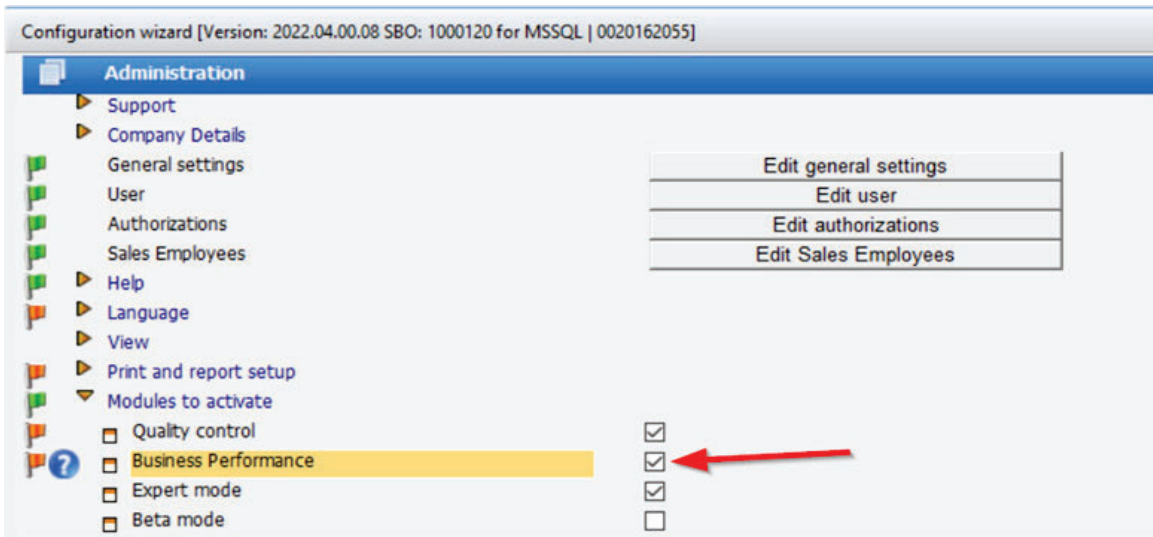 Configuration wizard [Version: 2022.04.00.08 SBO: 1000120 for MSSQL | 0020162055]
Administration
Support
Company Details
General settings Edit general settings
User Edit user
Authorizations Edit authorizations
Sales Employees Edit Sales Employees
Help
Language
View
Print and report setup
Modules to activate
Quality control
? Business Performance
Expert mode
Beta mode